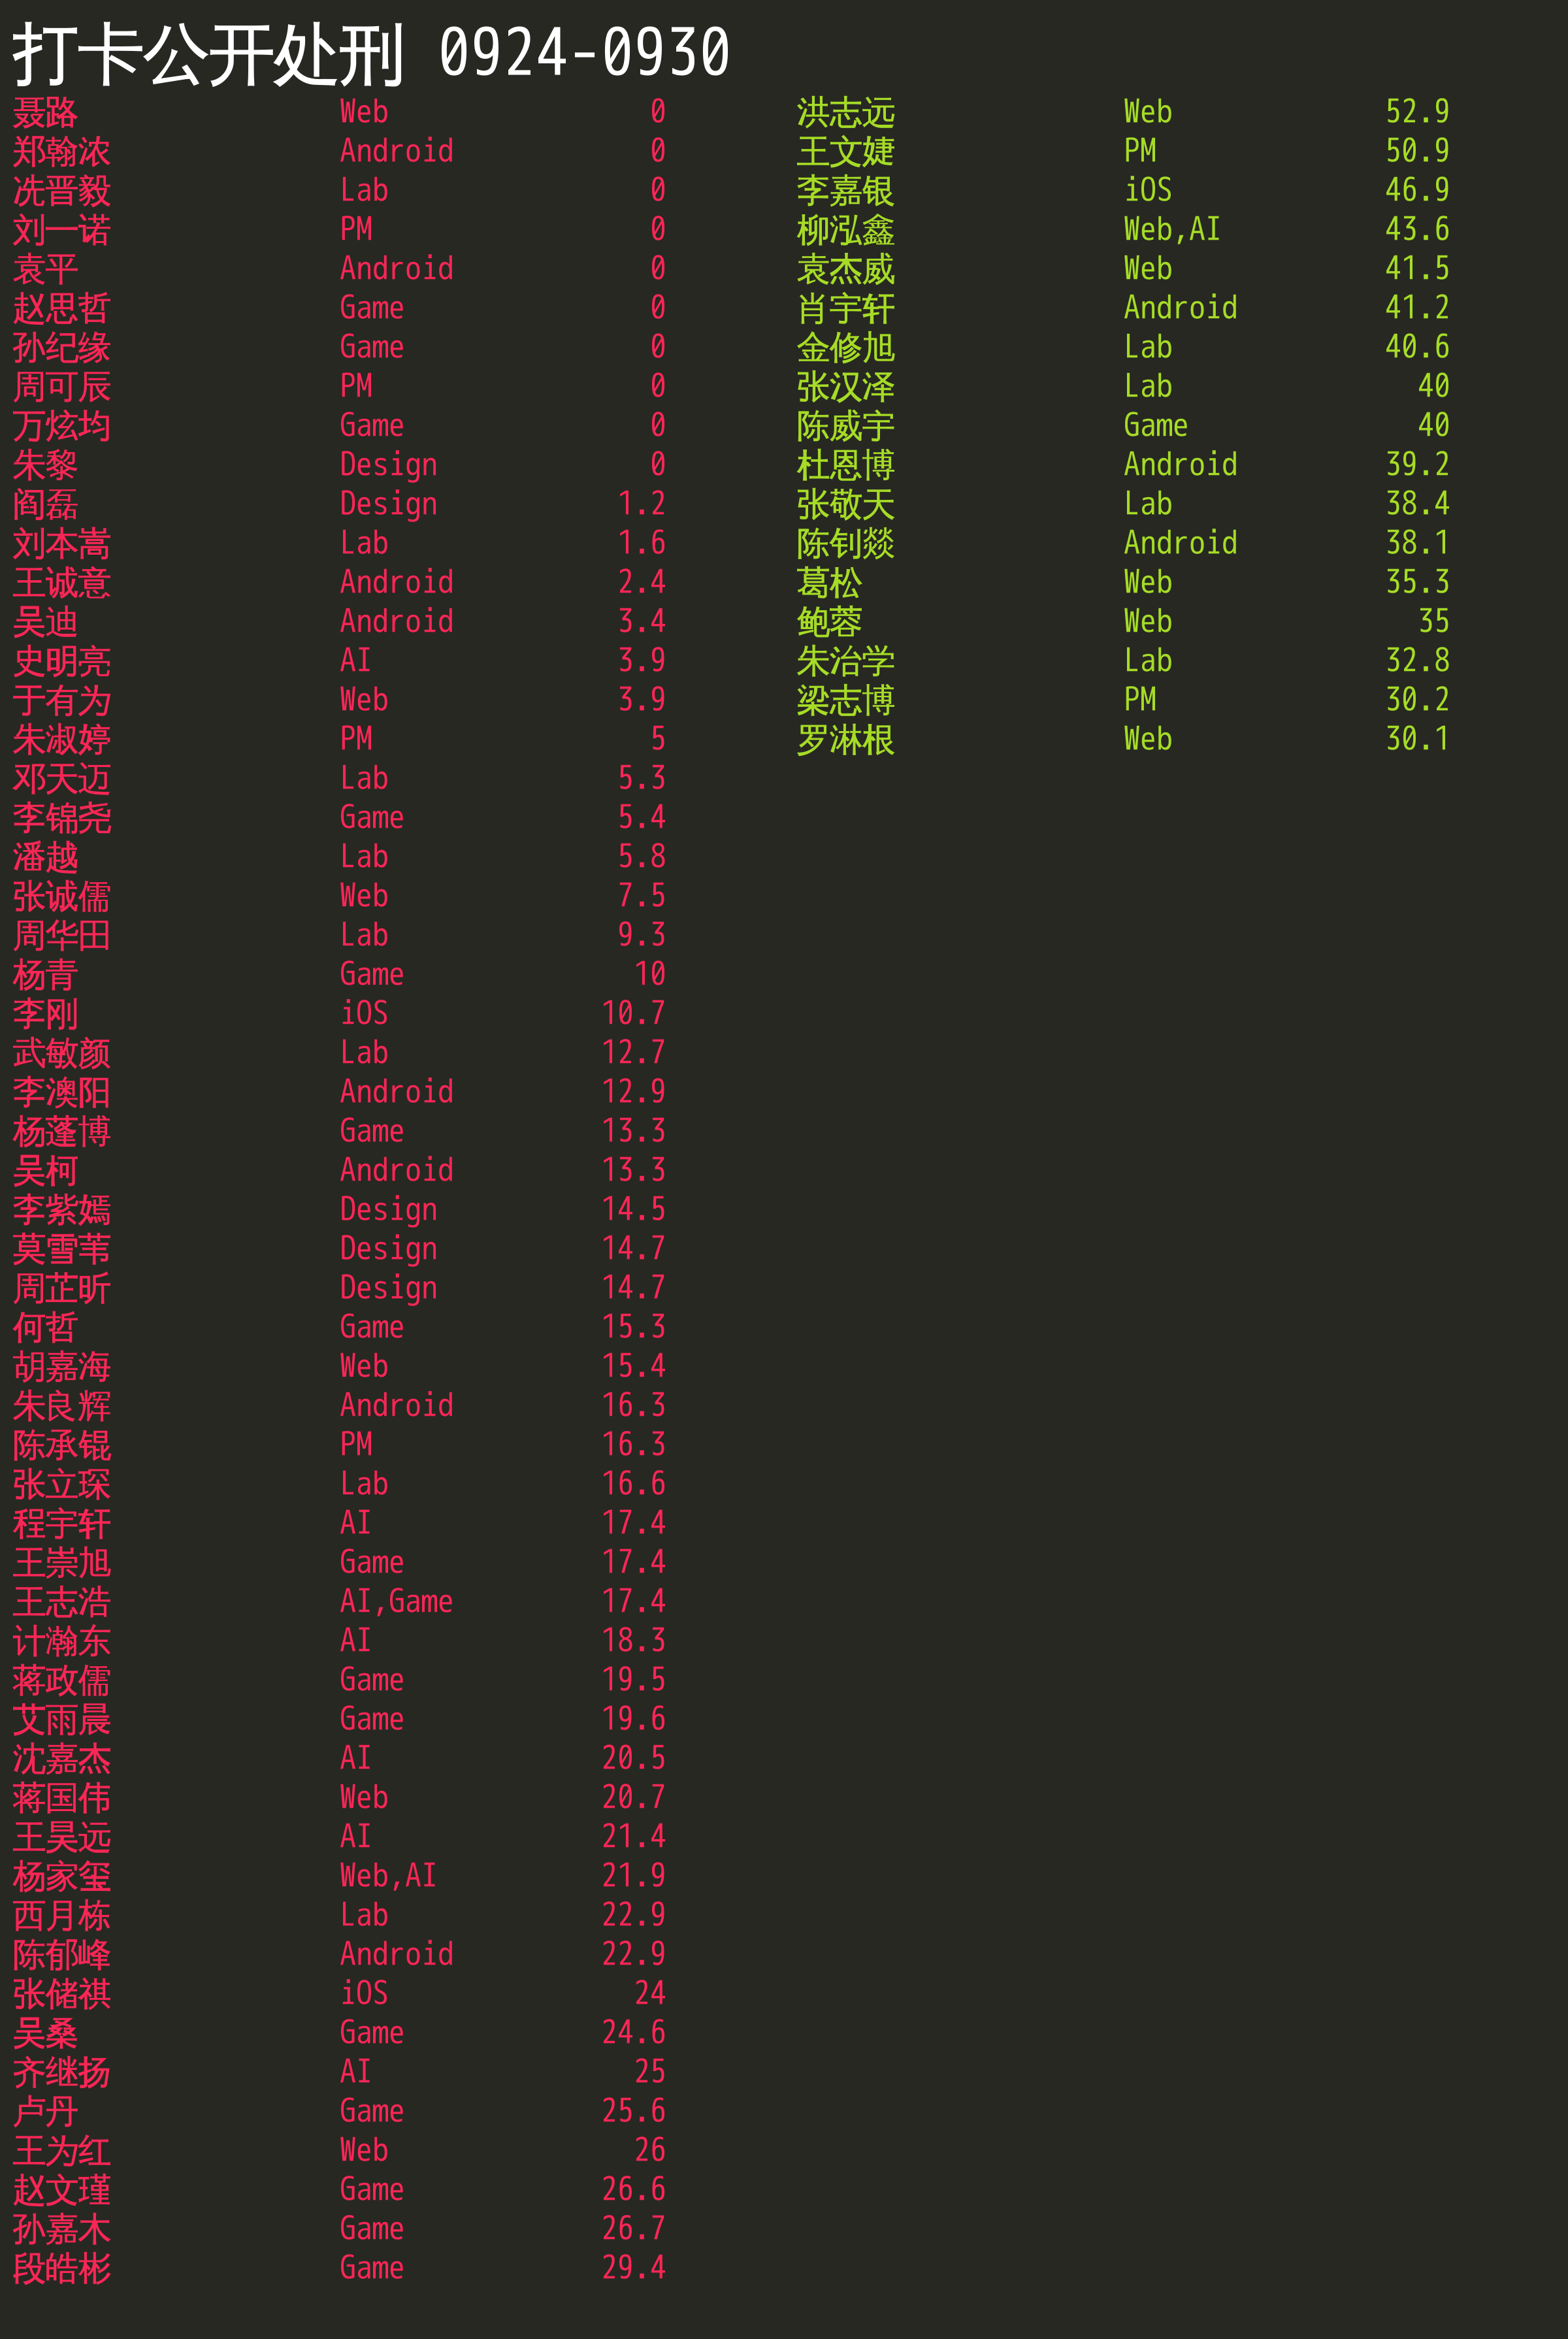 打卡公开处刑 0924-0930
聂路 Web 0 洪志远 Web 52.9
郑翰浓 Android 0 王文婕 PM 50.9
冼晋毅 Lab 0 李嘉银 iOS 46.9
刘一诺 PM 0 柳泓鑫 Web,AI 43.6
袁平 Android 0 袁杰威 Web 41.5
赵思哲 Game 0 肖宇轩 Android 41.2
孙纪缘 Game 0 金修旭 Lab 40.6
周可辰 PM 0 张汉泽 Lab 40
万炫均 Game 0 陈威宇 Game 40
朱黎 Design 0 杜恩博 Android 39.2
阎磊 Design 1.2 张敬天 Lab 38.4
刘本嵩 Lab 1.6 陈钊燚 Android 38.1
王诚意 Android 2.4 葛松 Web 35.3
吴迪 Android 3.4 鲍蓉 Web 35
史明亮 AI 3.9 朱治学 Lab 32.8
于有为 Web 3.9 梁志博 PM 30.2
朱淑婷 PM 5 罗淋根 Web 30.1
邓天迈 Lab 5.3
李锦尧 Game 5.4
潘越 Lab 5.8
张诚儒 Web 7.5
周华田 Lab 9.3
杨青 Game 10
李刚 iOS 10.7
武敏颜 Lab 12.7
李澳阳 Android 12.9
杨蓬博 Game 13.3
吴柯 Android 13.3
李紫嫣 Design 14.5
莫雪苇 Design 14.7
周芷昕 Design 14.7
何哲 Game 15.3
胡嘉海 Web 15.4
朱良辉 Android 16.3
陈承锟 PM 16.3
张立琛 Lab 16.6
程宇轩 AI 17.4
王崇旭 Game 17.4
王志浩 AI,Game 17.4
计瀚东 AI 18.3
蒋政儒 Game 19.5
艾雨晨 Game 19.6
沈嘉杰 AI 20.5
蒋国伟 Web 20.7
王昊远 AI 21.4
杨家玺 Web,AI 21.9
西月栋 Lab 22.9
陈郁峰 Android 22.9
张储祺 iOS 24
吴桑 Game 24.6
齐继扬 AI 25
卢丹 Game 25.6
王为红 Web 26
赵文瑾 Game 26.6
孙嘉木 Game 26.7
段皓彬 Game 29.4